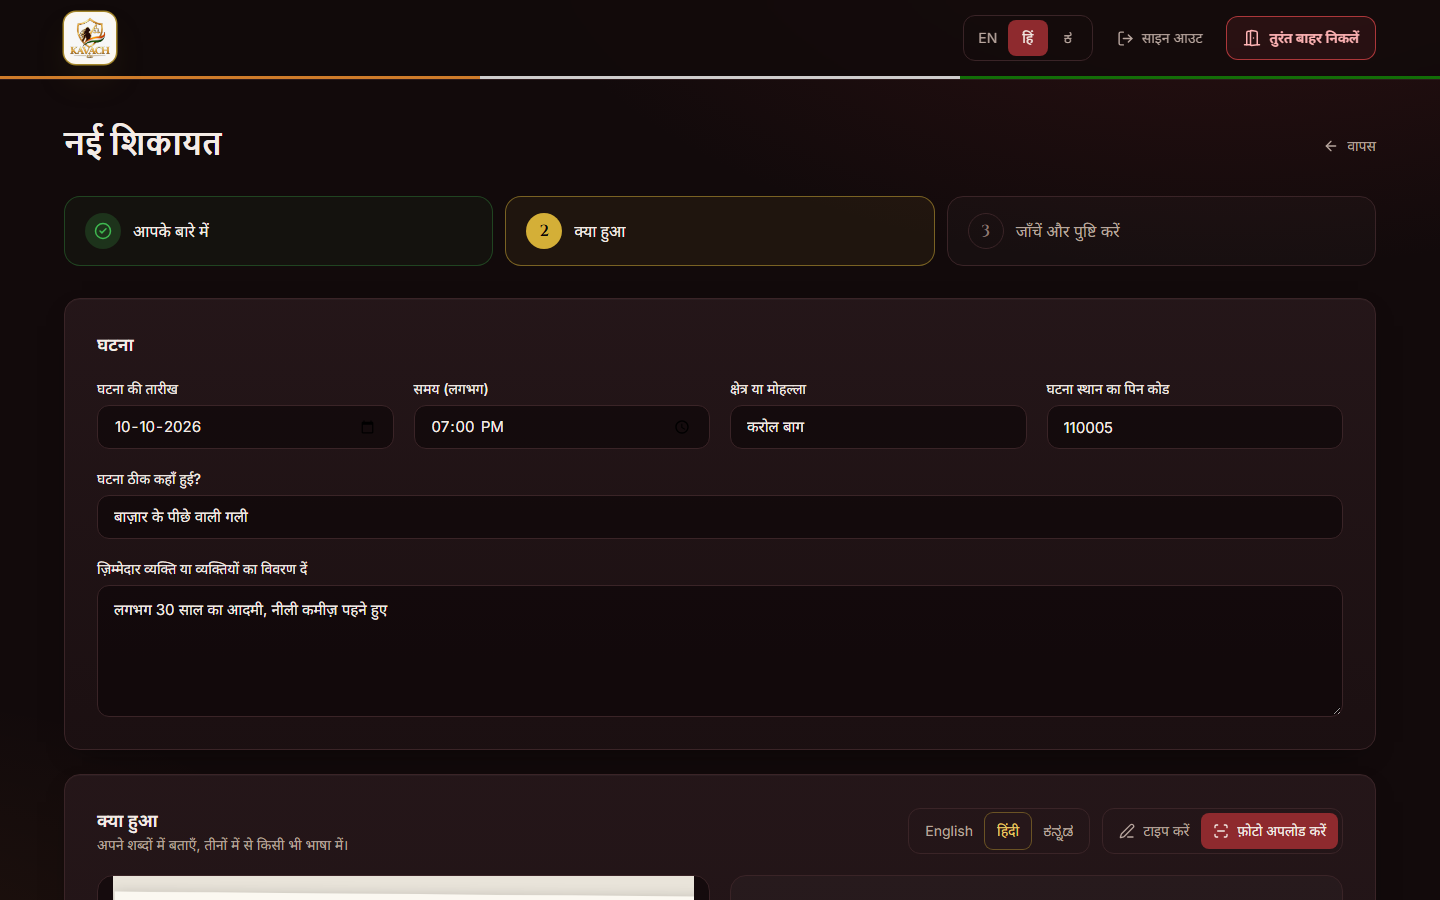 KAVACH
EN हिं ಕ
साइन आउट
तुरंत बाहर निकलें
नई शिकायत
वापस
आपके बारे में
2 क्या हुआ
3 जाँचें और पुष्टि करें
घटना
घटना की तारीख
10-10-2026
समय (लगभग)
07:00 PM
क्षेत्र या मोहल्ला
करोल बाग
घटना स्थान का पिन कोड
110005
घटना ठीक कहाँ हुई?
बाज़ार के पीछे वाली गली
ज़िम्मेदार व्यक्ति या व्यक्तियों का विवरण दें
लगभग 30 साल का आदमी, नीली कमीज़ पहने हुए
क्या हुआ
अपने शब्दों में बताएँ, तीनों में से किसी भी भाषा में।
English हिंदी ಕನ್ನಡ
टाइप करें
फ़ोटो अपलोड करें